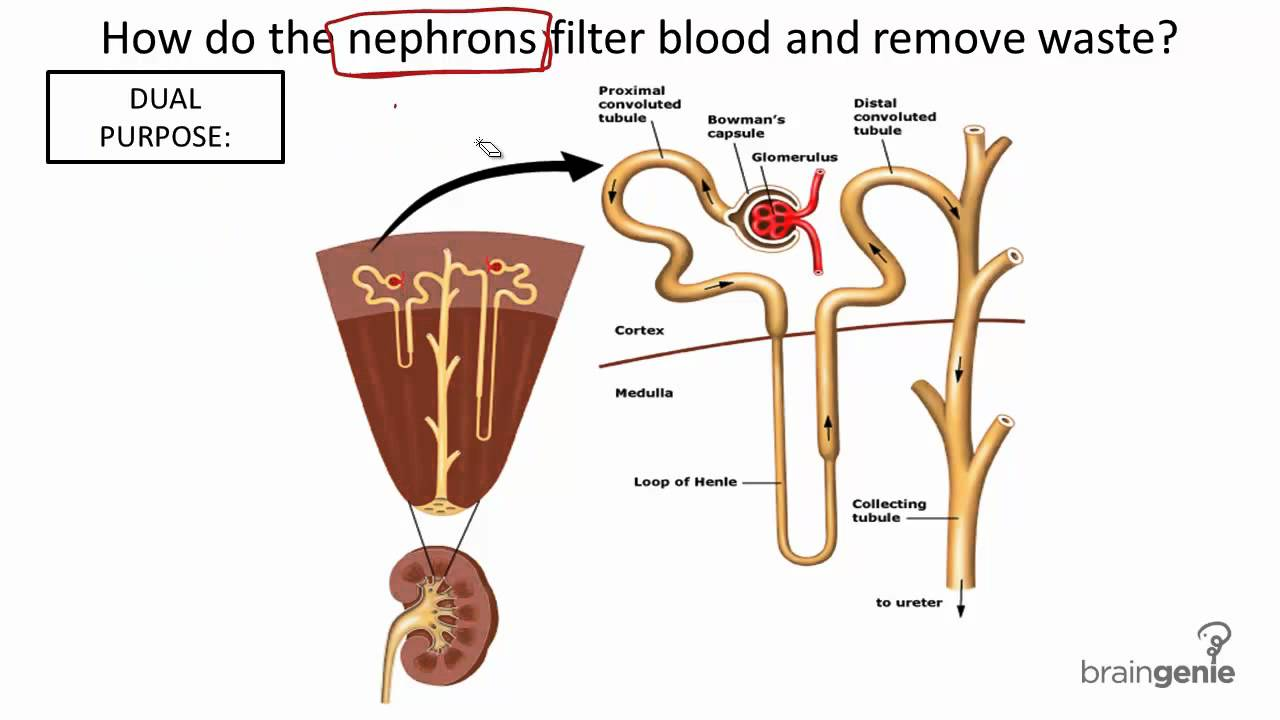 How do the nephrons filter blood and remove waste?
DUAL
PURPOSE:
Proximal
convoluted
tubule
Bowman's
capsule
Glomerulus
Distal
convoluted
tubule
Cortex
Medulla
Loop of Henle
Collecting
tubule
to ureter
braingenie